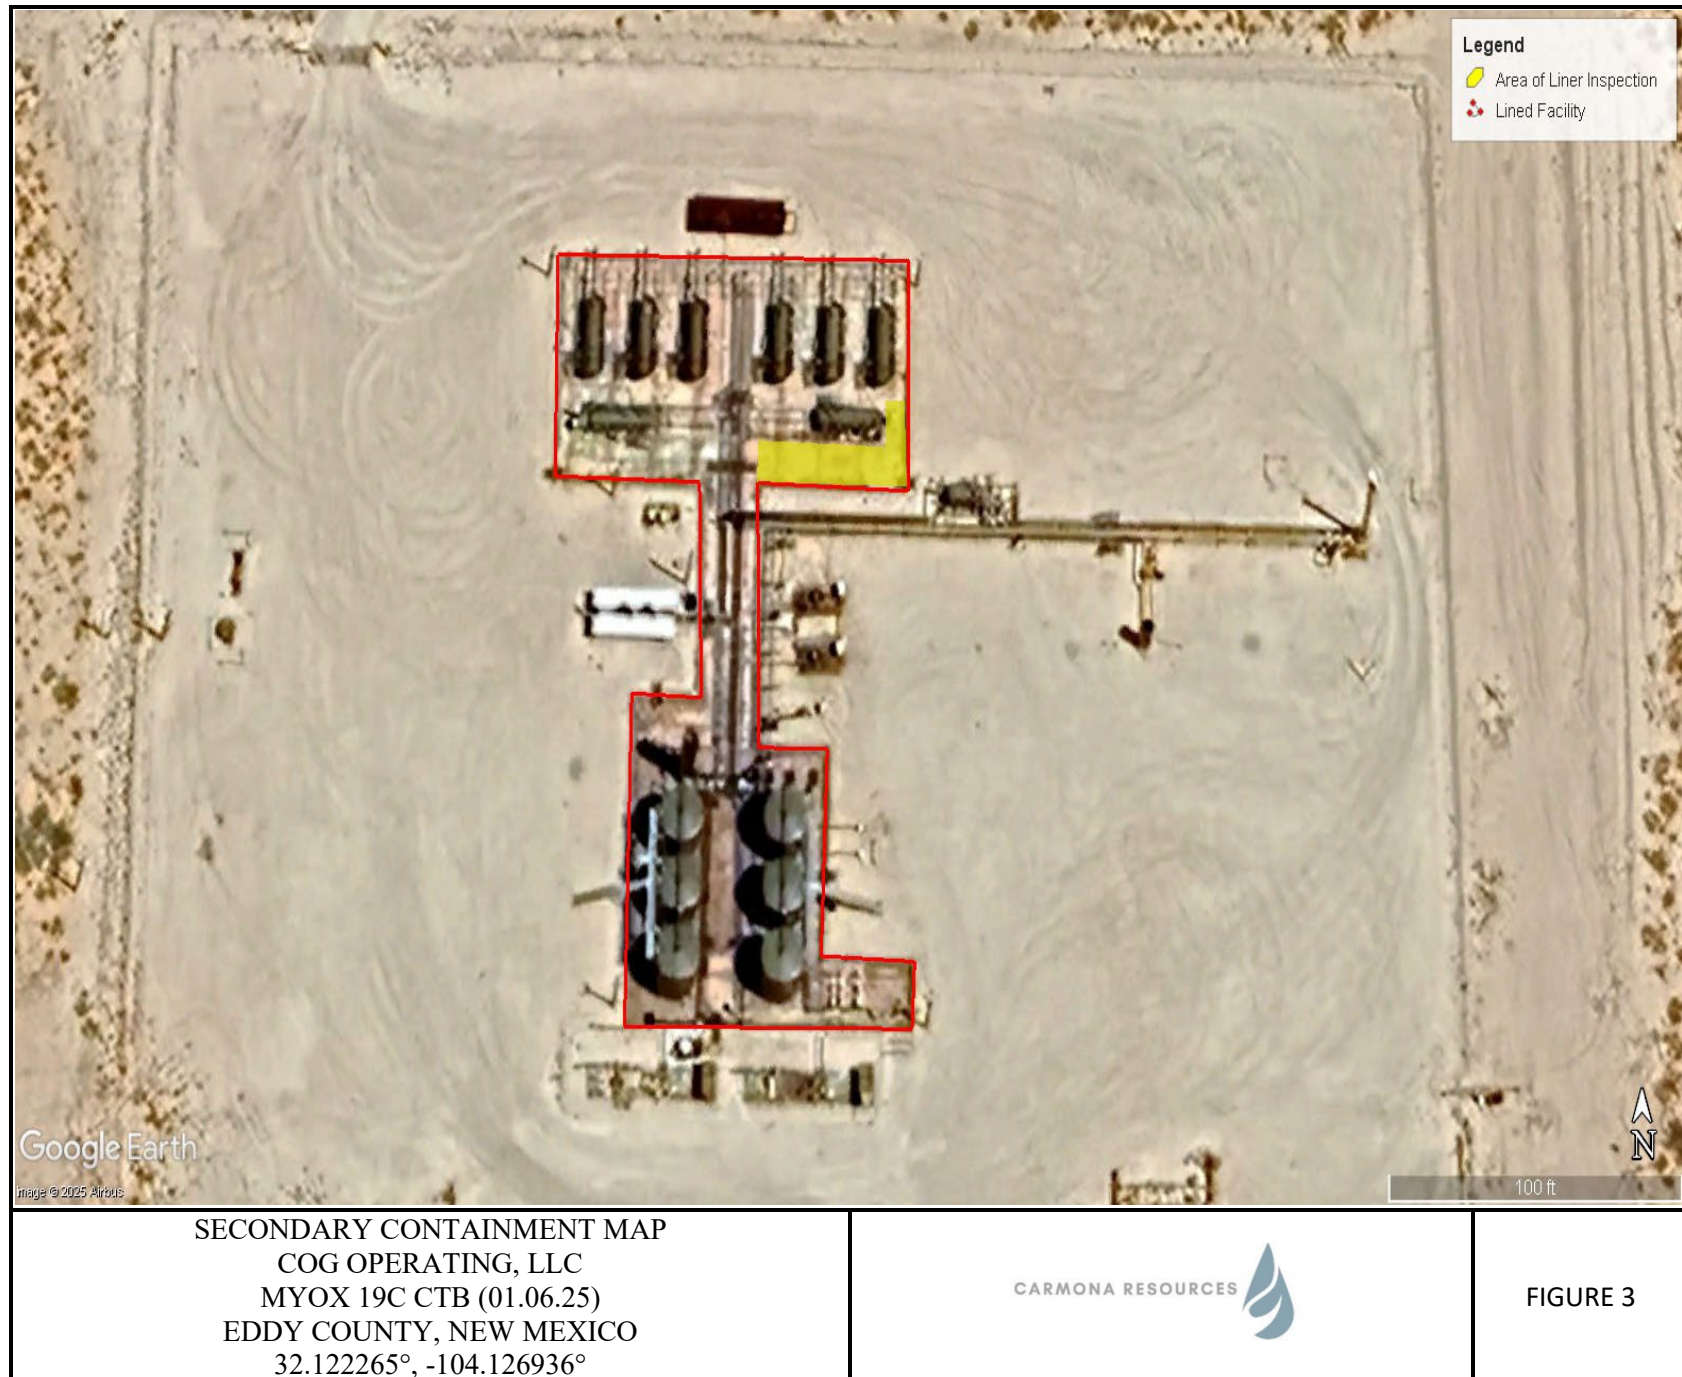 Legend
Area of Liner Inspection
Lined Facility
Google Earth
Image © 2025 Airbus
N
100 ft
SECONDARY CONTAINMENT MAP
COG OPERATING, LLC
MYOX 19C CTB (01.06.25)
EDDY COUNTY, NEW MEXICO
32.122265°, -104.126936°
CARMONA RESOURCES
FIGURE 3